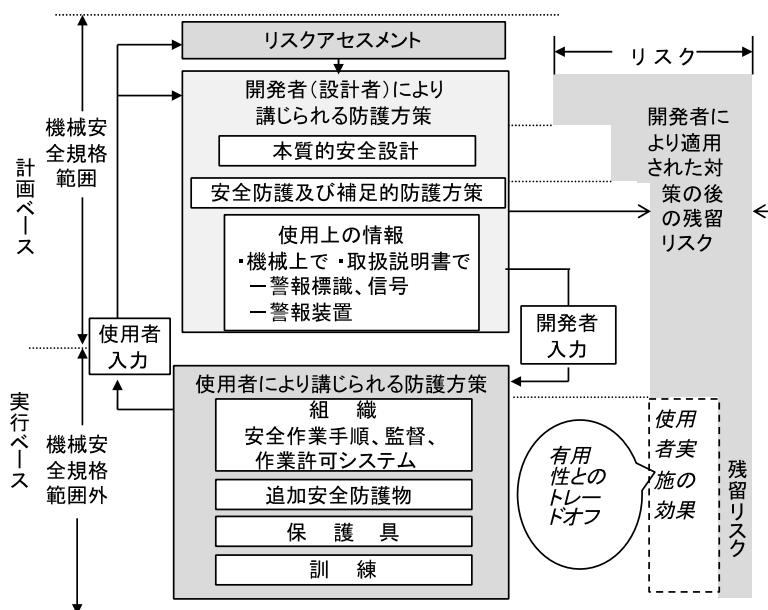 リスクアセスメント
リスク
開発者(設計者)により
講じられる防護方策
本質的安全設計
安全防護及び補足的防護方策
使用上の情報
・機械上で ・取扱説明書で
ー警報標識、信号
ー警報装置
開発者に
より適用
された対
策の後
の残留
リスク
計画ベース
機械安
全規格
範囲
使用者
入力
開発者
入力
使用者により講じられる防護方策
組 織
安全作業手順、監督、
作業許可システム
追加安全防護物
保 護 具
訓 練
実行ベース
機械安
全規格
範囲外
有用
性との
トレー
ドオフ
使用
者実
施の
効果
残留リスク